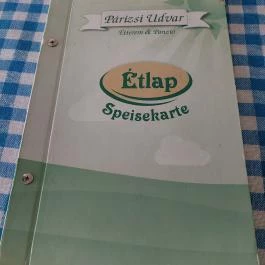 Párizsi Udvar
Étterem & Panzió
Étlap
Speisekarte